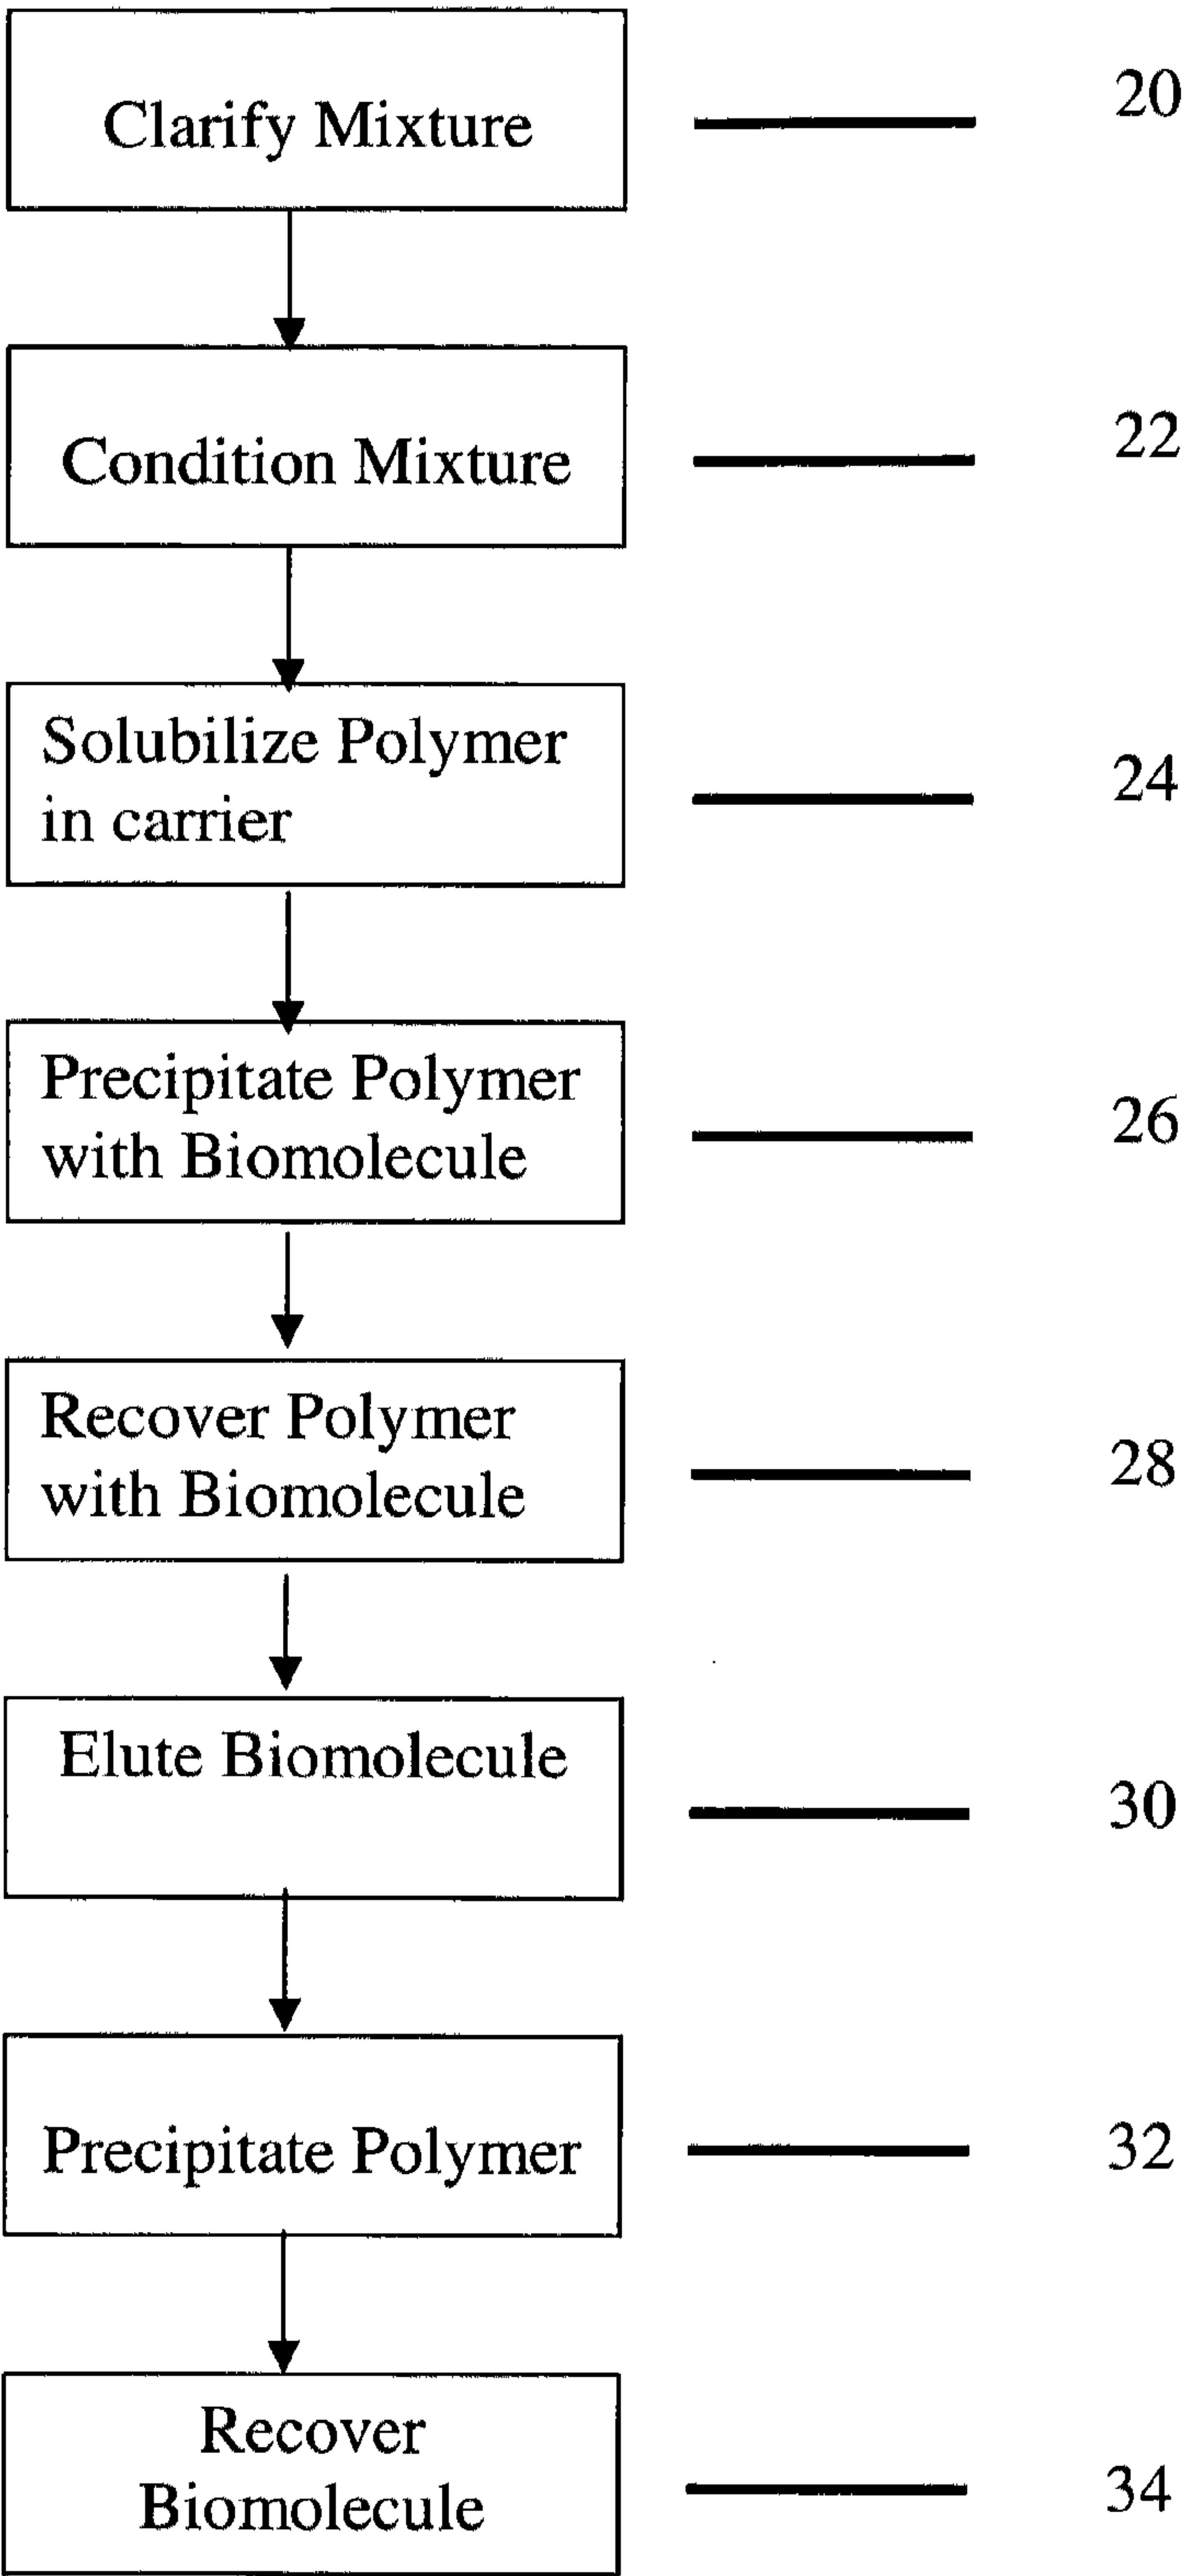 Clarify Mixture
20
Condition Mixture
22
Solubilize Polymer
in carrier
24
Precipitate Polymer
with Biomolecule
26
Recover Polymer
with Biomolecule
28
Elute Biomolecule
30
Precipitate Polymer
32
Recover
Biomolecule
34